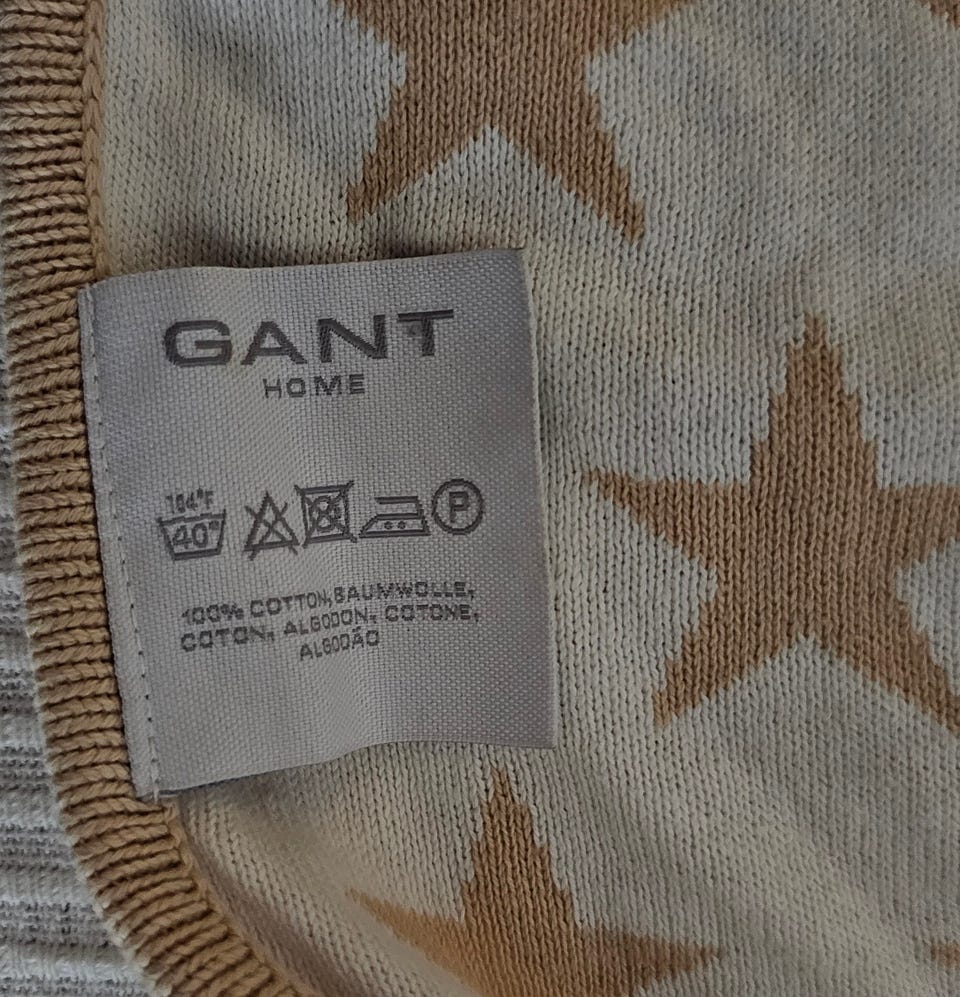 GANT
HOME
104°F
40°
P
100% COTTON, BAUMWOLLE,
COTON, ALGODON, COTONE,
ALGODÃO